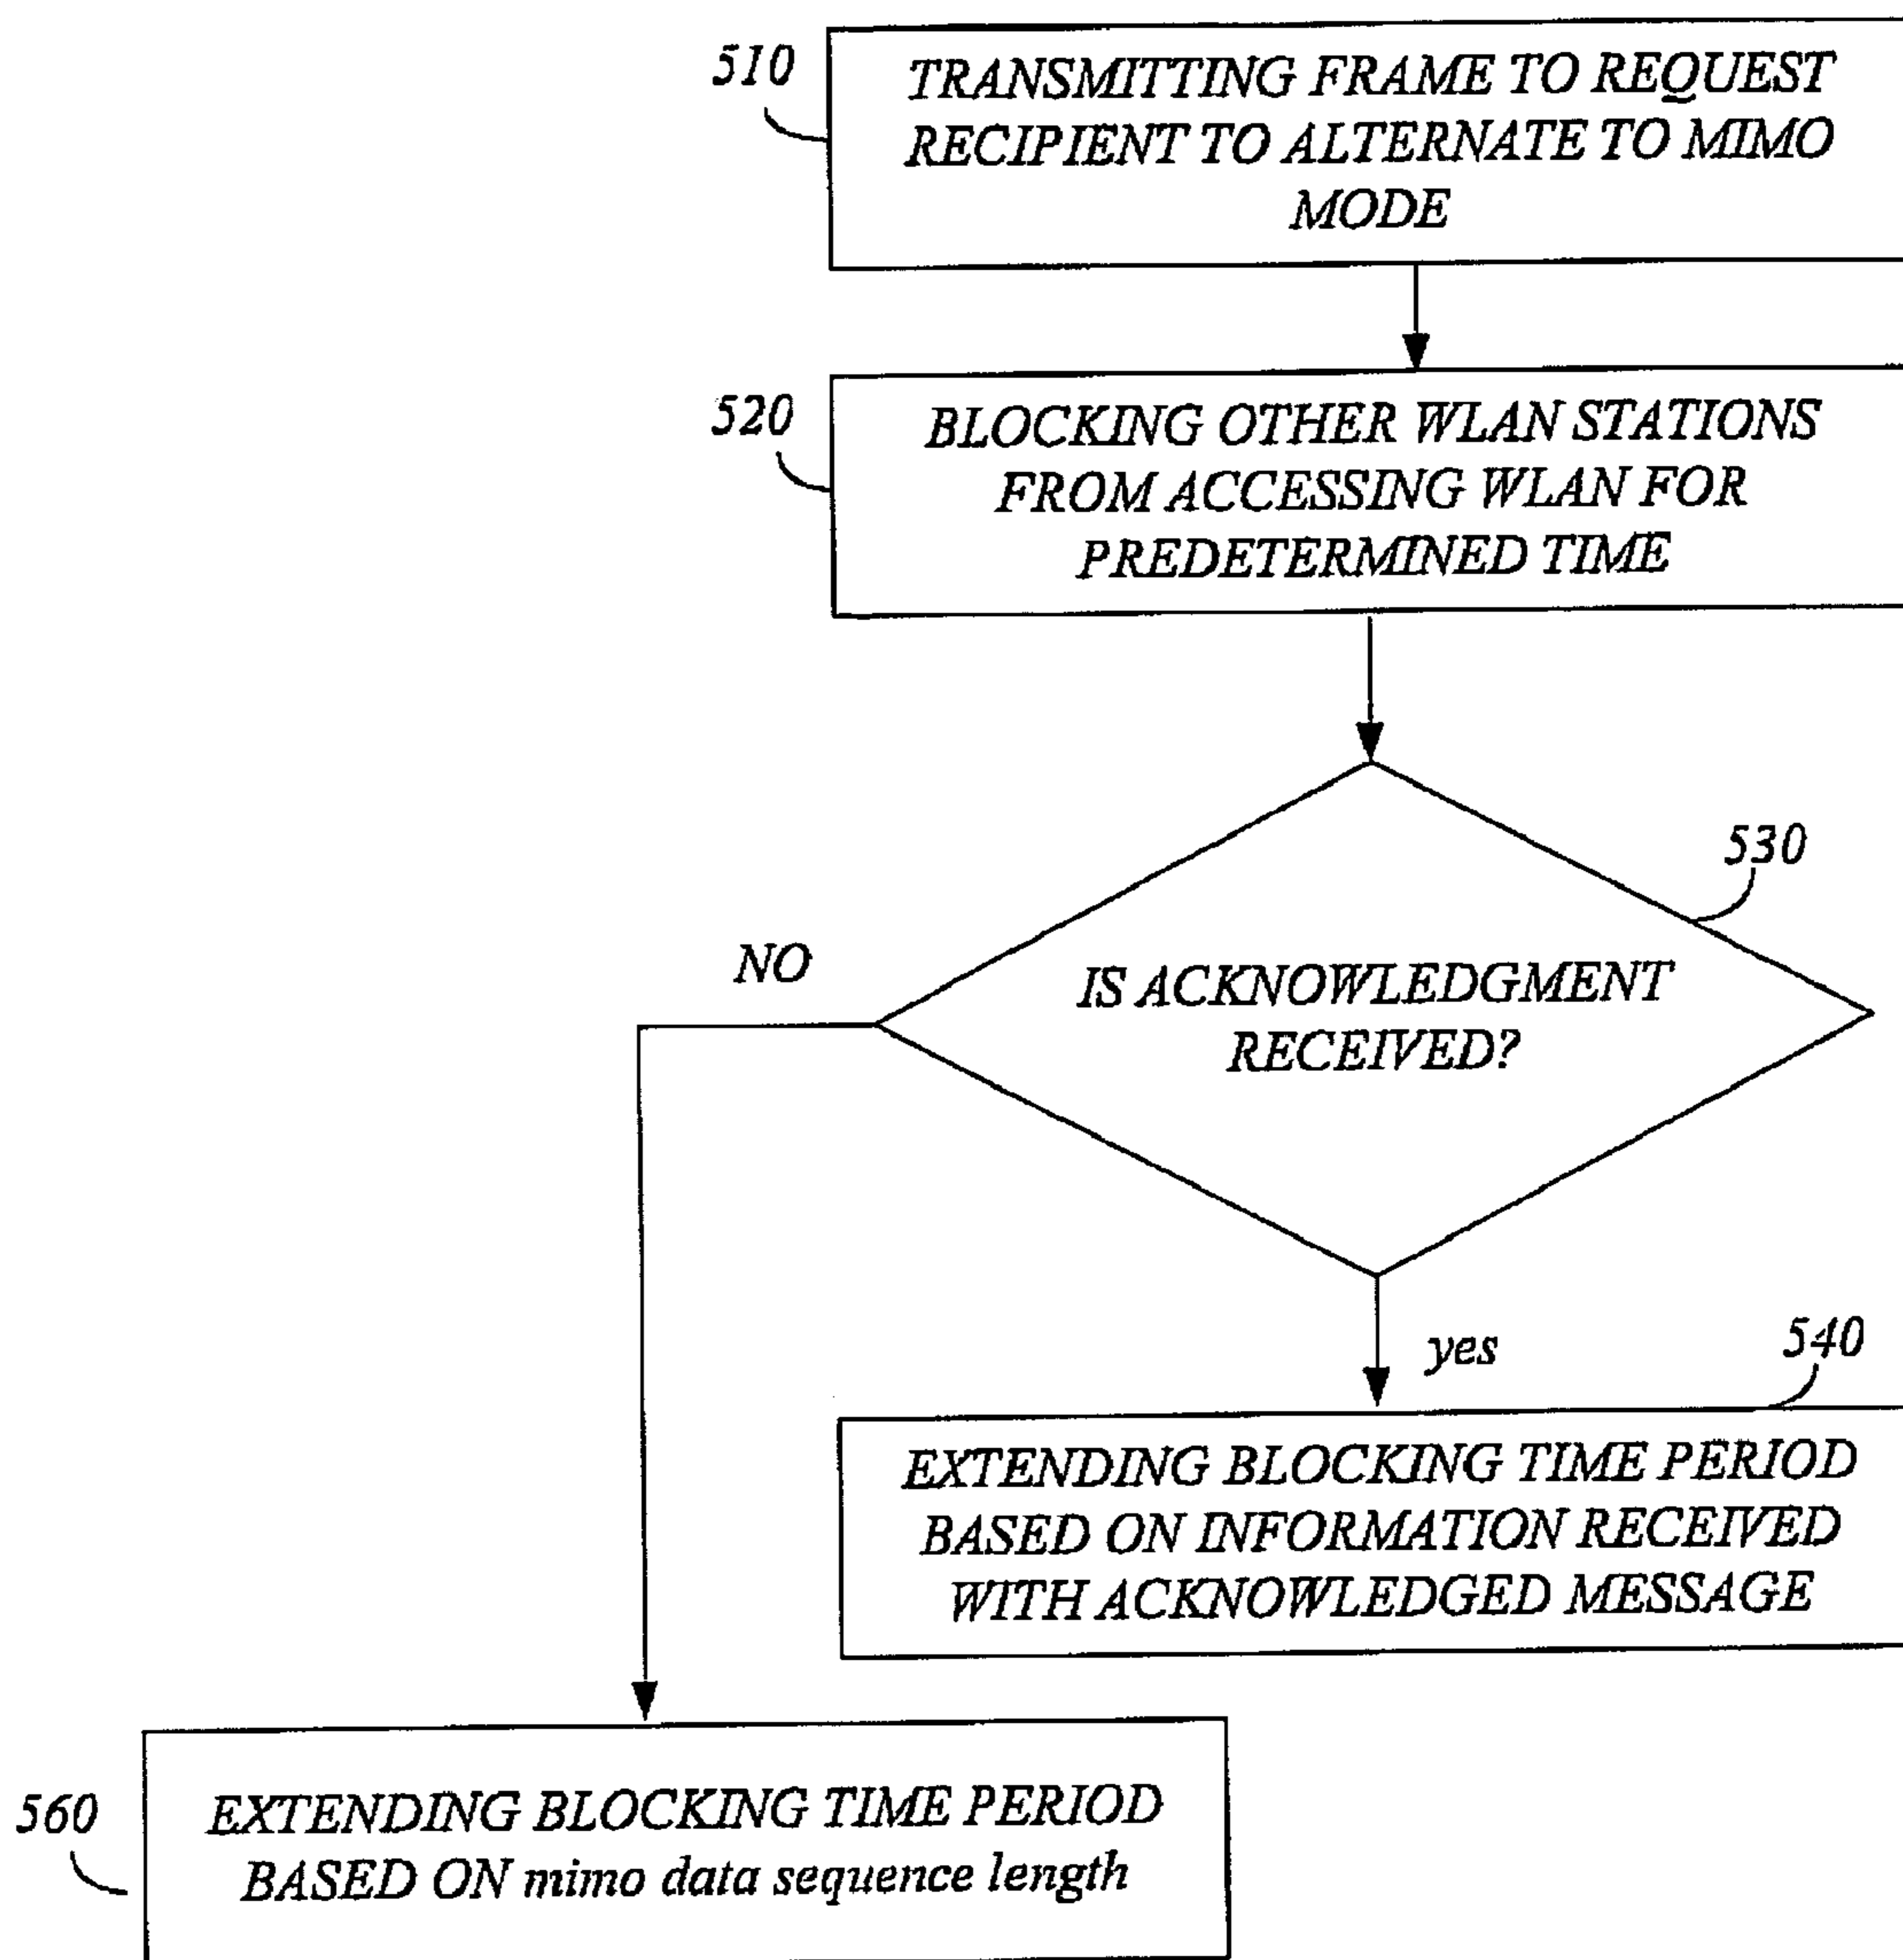 510
TRANSMITTING FRAME TO REQUEST
RECIPIENT TO ALTERNATE TO MIMO
MODE
520
BLOCKING OTHER WLAN STATIONS
FROM ACCESSING WLAN FOR
PREDETERMINED TIME
530
NO
IS ACKNOWLEDGMENT
RECEIVED?
yes
540
EXTENDING BLOCKING TIME PERIOD
BASED ON INFORMATION RECEIVED
WITH ACKNOWLEDGED MESSAGE
560
EXTENDING BLOCKING TIME PERIOD
BASED ON mimo data sequence length